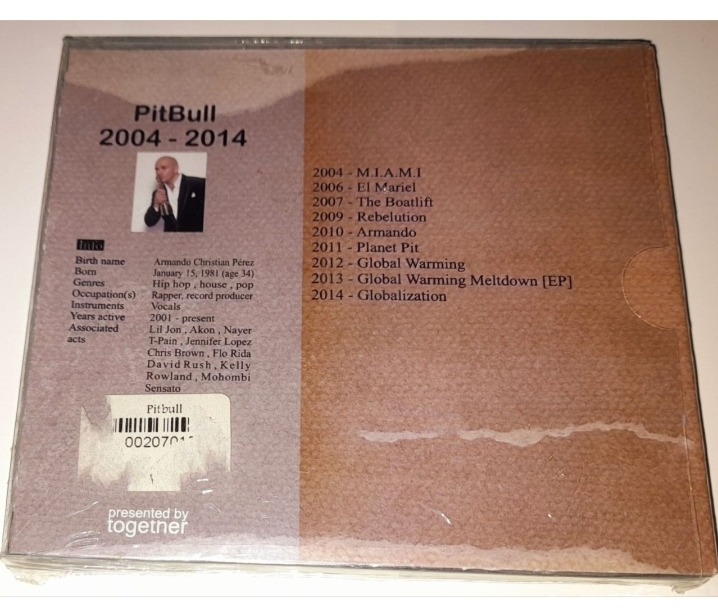 PitBull
2004 - 2014
Info
Birth name Armando Christian Pérez
Born January 15, 1981 (age 34)
Genres Hip hop , house , pop
Occupation(s) Rapper, record producer
Instruments Vocals
Years active 2001 - present
Associated acts Lil Jon , Akon , Nayer
T-Pain , Jennifer Lopez
Chris Brown , Flo Rida
David Rush , Kelly
Rowland , Mohombi
Sensato
Pitbull
presented by
together
2004 - M.I.A.M.I
2006 - El Mariel
2007 - The Boatlift
2009 - Rebelution
2010 - Armando
2011 - Planet Pit
2012 - Global Warming
2013 - Global Warming Meltdown [EP]
2014 - Globalization